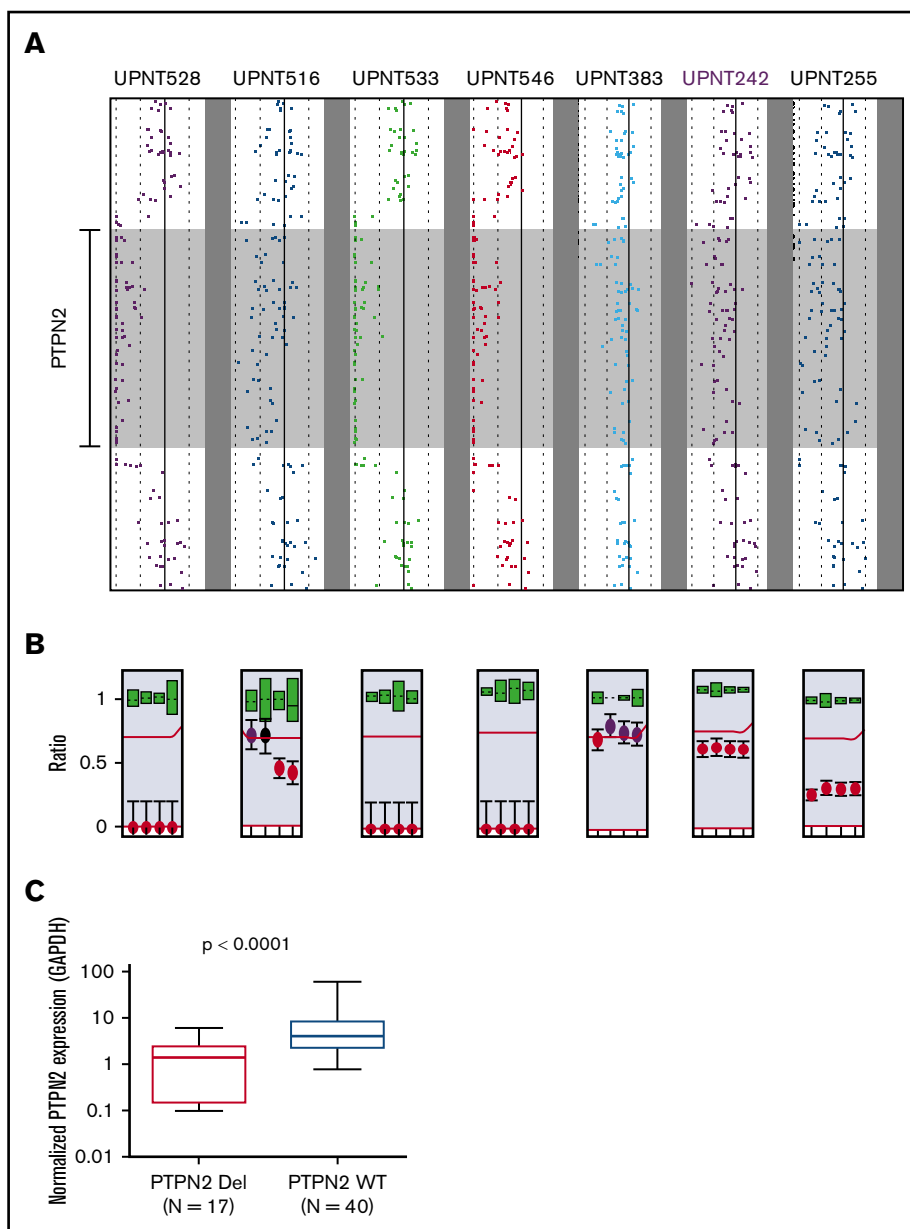 A
UPNT528 UPNT516 UPNT533 UPNT546 UPNT383 UPNT242 UPNT255
PTPN2
B
Ratio
1
0.5
0
C
Normalized PTPN2 expression (GAPDH)
p < 0.0001
100
10
1
0.1
0.01
PTPN2 Del PTPN2 WT
(N = 17) (N = 40)